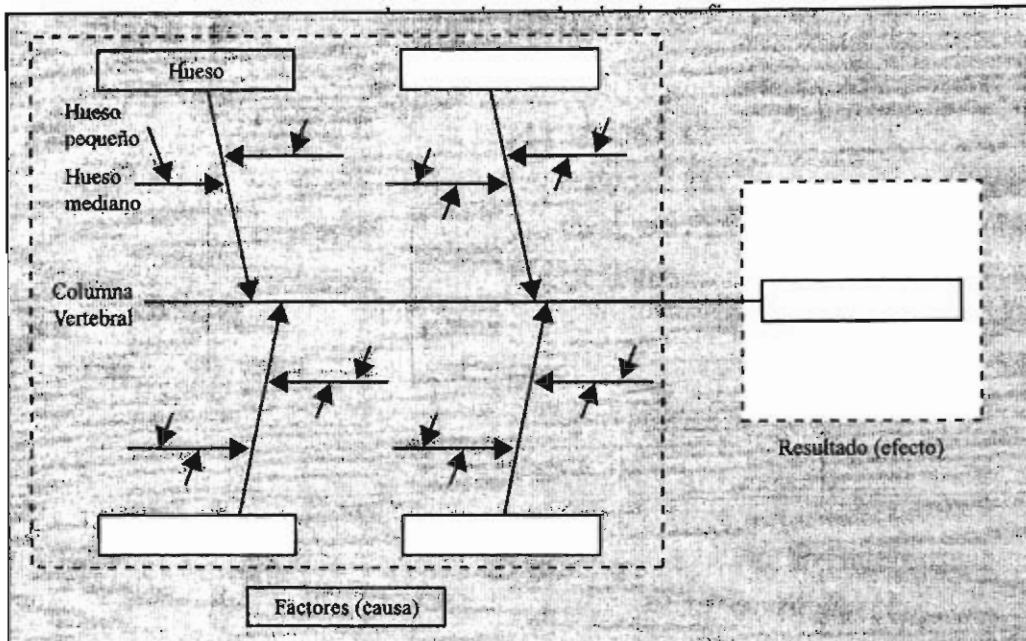 Hueso
Hueso
pequeño
Hueso
mediano
Columna
Vertebral
Resultado (efecto)
Factores (causa)